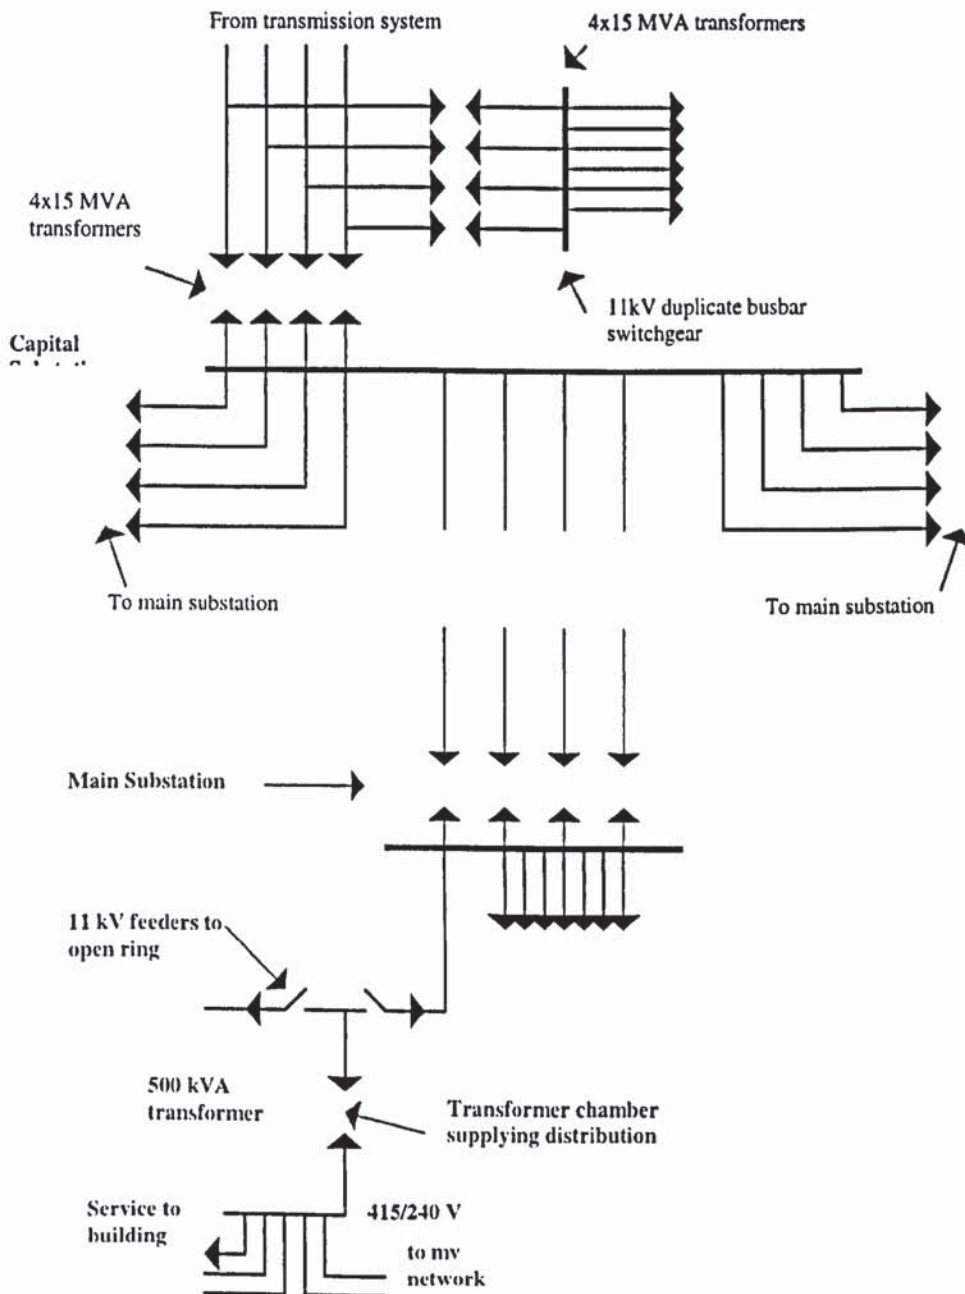 From transmission system
4x15 MVA transformers
4x15 MVA
transformers
11kV duplicate busbar
switchgear
Capital
To main substation
To main substation
Main Substation
11 kV feeders to
open ring
500 kVA
transformer
Transformer chamber
supplying distribution
Service to
building
415/240 V
to mv
network